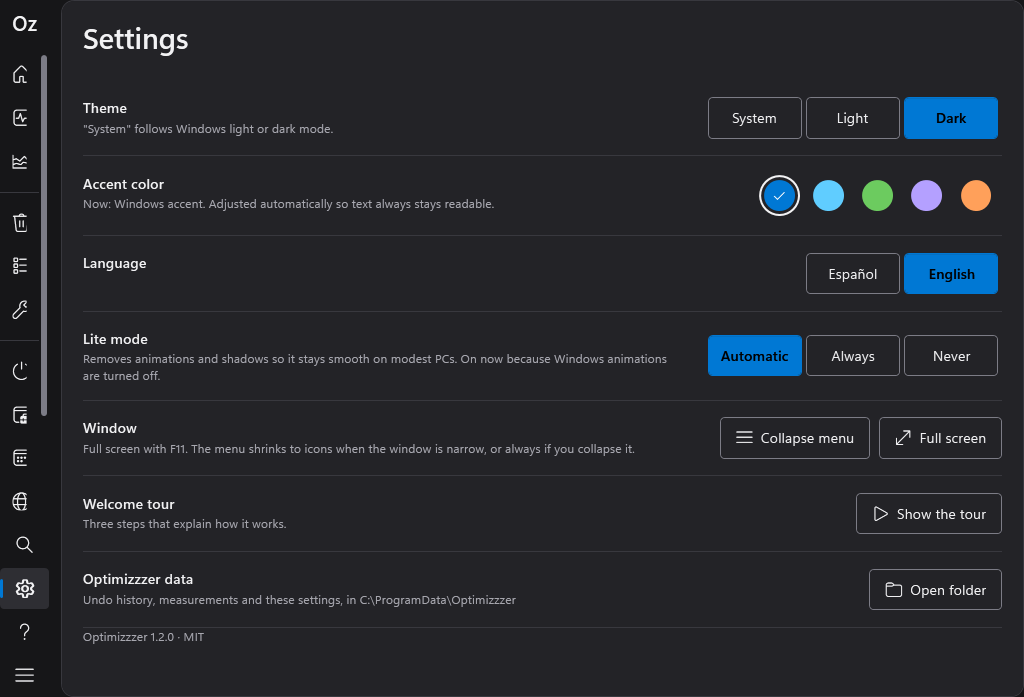 Oz
Settings
Theme
"System" follows Windows light or dark mode.
System
Light
Dark
Accent color
Now: Windows accent. Adjusted automatically so text always stays readable.
Language
Español
English
Lite mode
Removes animations and shadows so it stays smooth on modest PCs. On now because Windows animations
are turned off.
Automatic
Always
Never
Window
Full screen with F11. The menu shrinks to icons when the window is narrow, or always if you collapse it.
Collapse menu
Full screen
Welcome tour
Three steps that explain how it works.
Show the tour
Optimizzzer data
Undo history, measurements and these settings, in C:\ProgramData\Optimizzzer
Open folder
Optimizzzer 1.2.0 · MIT